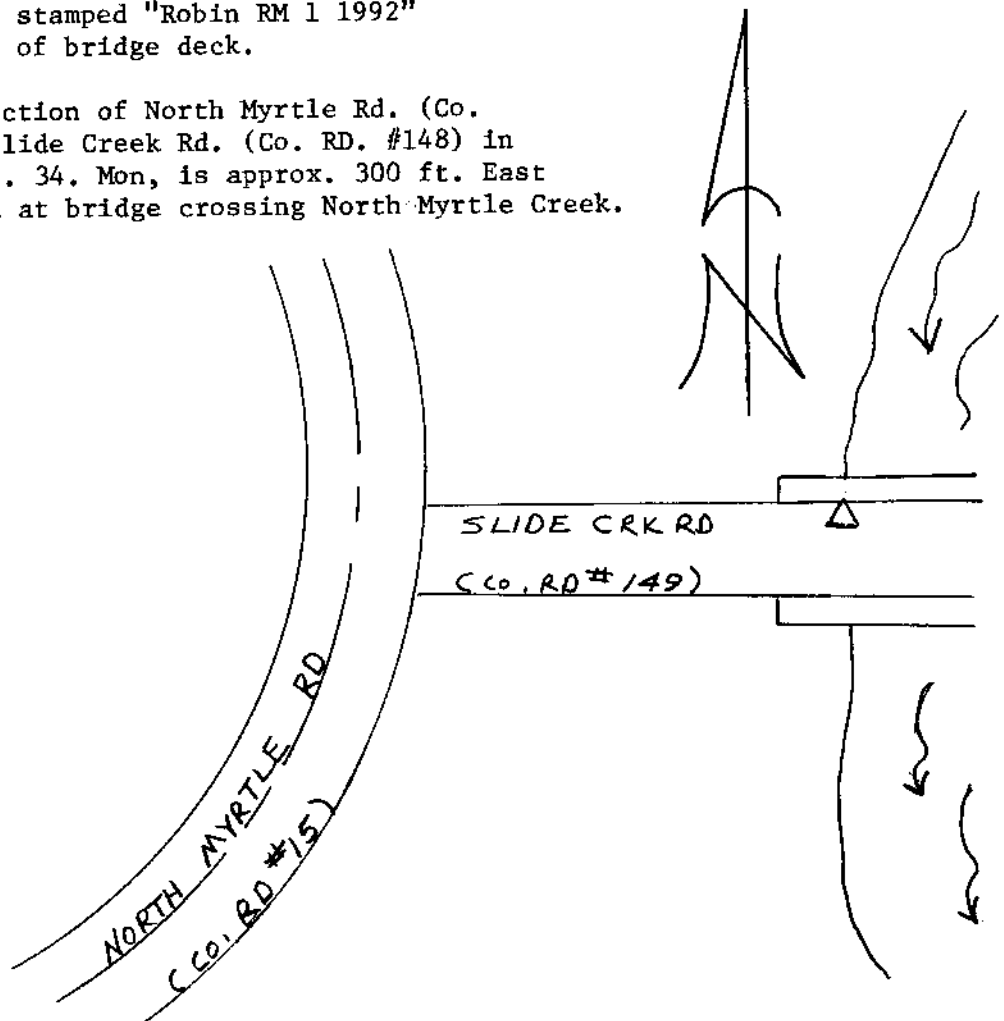 stamped "Robin RM 1 1992"
of bridge deck.
ction of North Myrtle Rd. (Co.
lide Creek Rd. (Co. RD. #148) in
. 34. Mon, is approx. 300 ft. East
at bridge crossing North Myrtle Creek.
SLIDE CRK RD
(Co. RD # 149)
NORTH MYRTLE RD
(CO. RD #15)